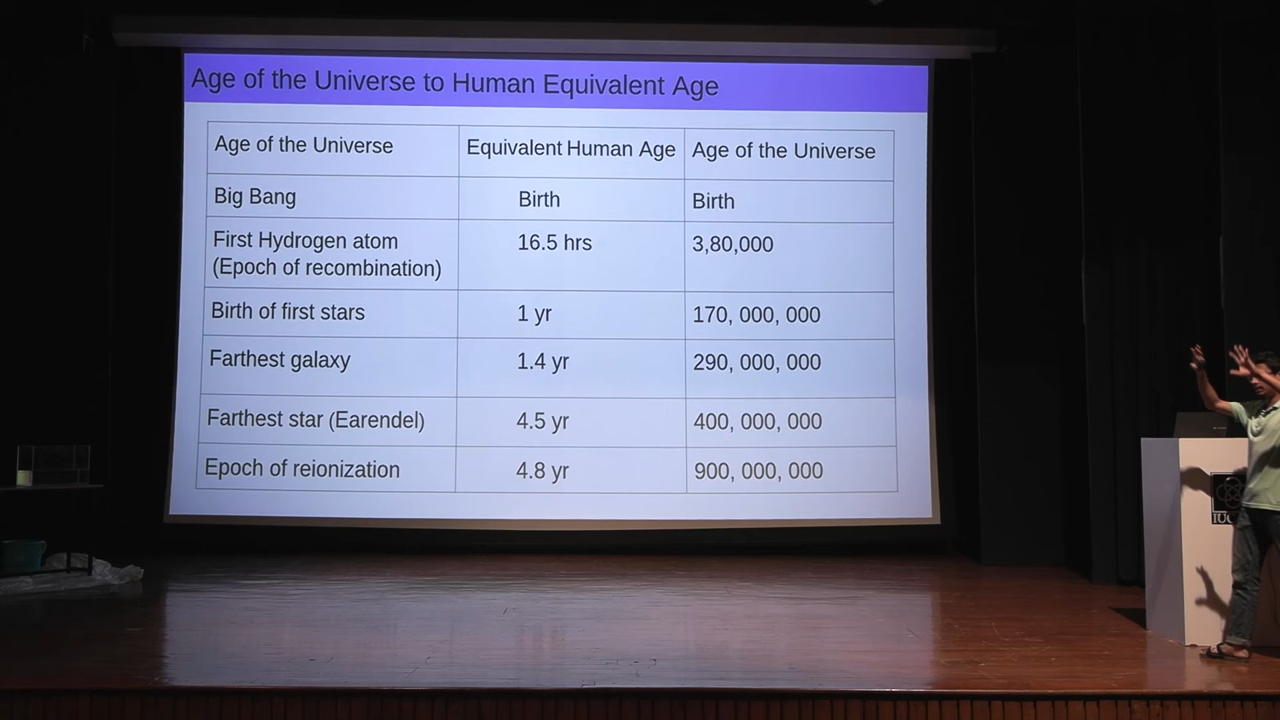 Age of the Universe to Human Equivalent Age
Age of the Universe Equivalent Human Age Age of the Universe
Big Bang Birth Birth
First Hydrogen atom 16.5 hrs 3,80,000
(Epoch of recombination)
Birth of first stars 1 yr 170, 000, 000
Farthest galaxy 1.4 yr 290, 000, 000
Farthest star (Earendel) 4.5 yr 400, 000, 000
Epoch of reionization 4.8 yr 900, 000, 000